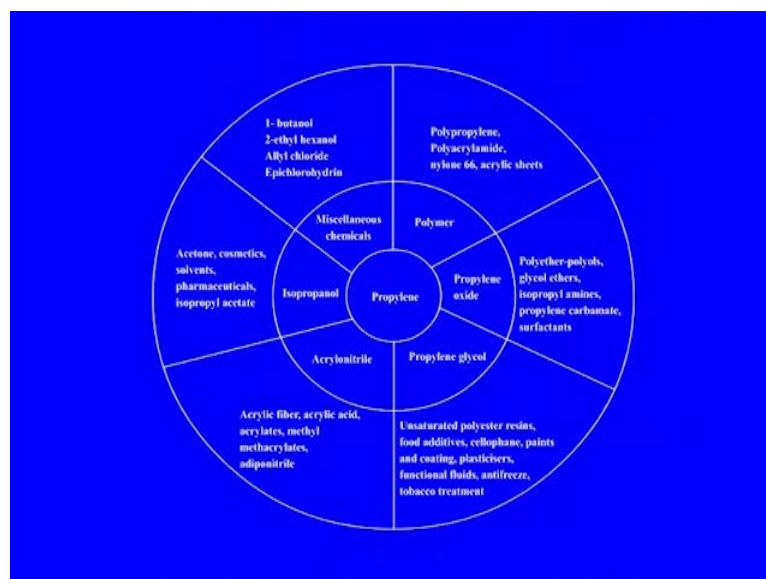 1- butanol
2-ethyl hexanol
Allyl chloride
Epichlorohydrin
Polypropylene,
Polyacrylamide,
nylone 66, acrylic sheets
Miscellaneous
chemicals
Polymer
Acetone, cosmetics,
solvents,
pharmaceuticals,
isopropyl acetate
Isopropanol
Propylene
Propylene
oxide
Polyether-polyols,
glycol ethers,
isopropyl amines,
propylene carbamate,
surfactants
Acrylonitrile
Propylene glycol
Acrylic fiber, acrylic acid,
acrylates, methyl
methacrylates,
adiponitrile
Unsaturated polyester resins,
food additives, cellophane, paints
and coating, plasticisers,
functional fluids, antifreeze,
tobacco treatment